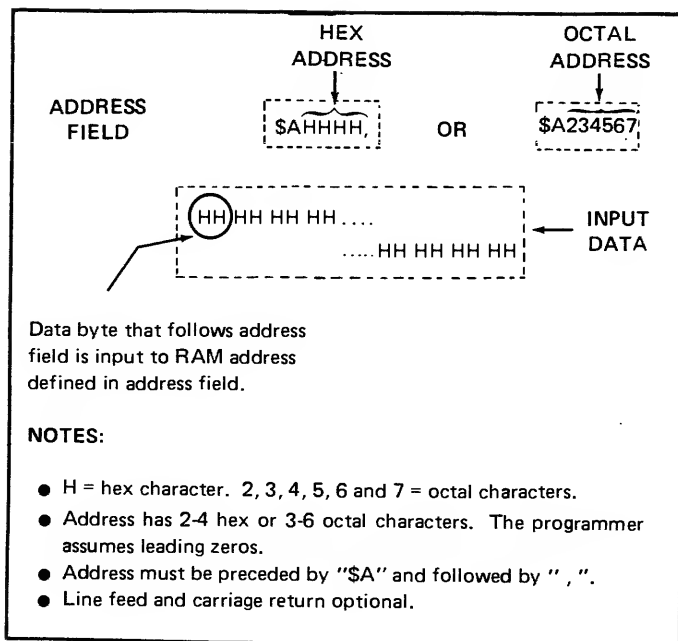 HEX
ADDRESS
OCTAL
ADDRESS
ADDRESS
FIELD
$AHHHH,
OR
$A234567
HH HH HH HH ....
..... HH HH HH HH
INPUT
DATA
Data byte that follows address
field is input to RAM address
defined in address field.
NOTES:
● H = hex character. 2, 3, 4, 5, 6 and 7 = octal characters.
● Address has 2-4 hex or 3-6 octal characters. The programmer
assumes leading zeros.
● Address must be preceded by "$A" and followed by " , ".
● Line feed and carriage return optional.